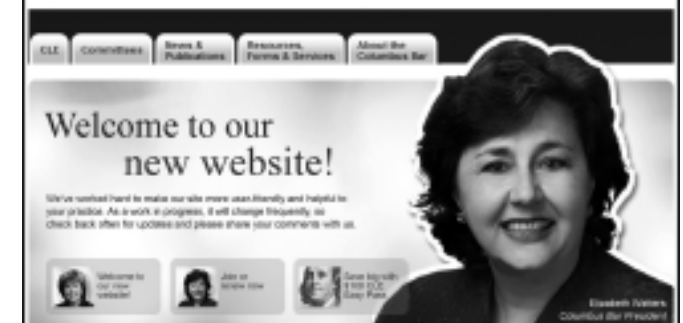 CLE
Committees
News &
Publications
Resources,
Forms & Services
About the
Columbus Bar
Welcome to our
new website!
We've worked hard to make our site more user-friendly and helpful to
your practice. As a work in progress, it will change frequently, so
check back often for updates and please share your comments with us.
Welcome to
our new
website!
Join or
renew now
Save big with
$100 CLE
Easy Pass
Elizabeth Watters
Columbus Bar President